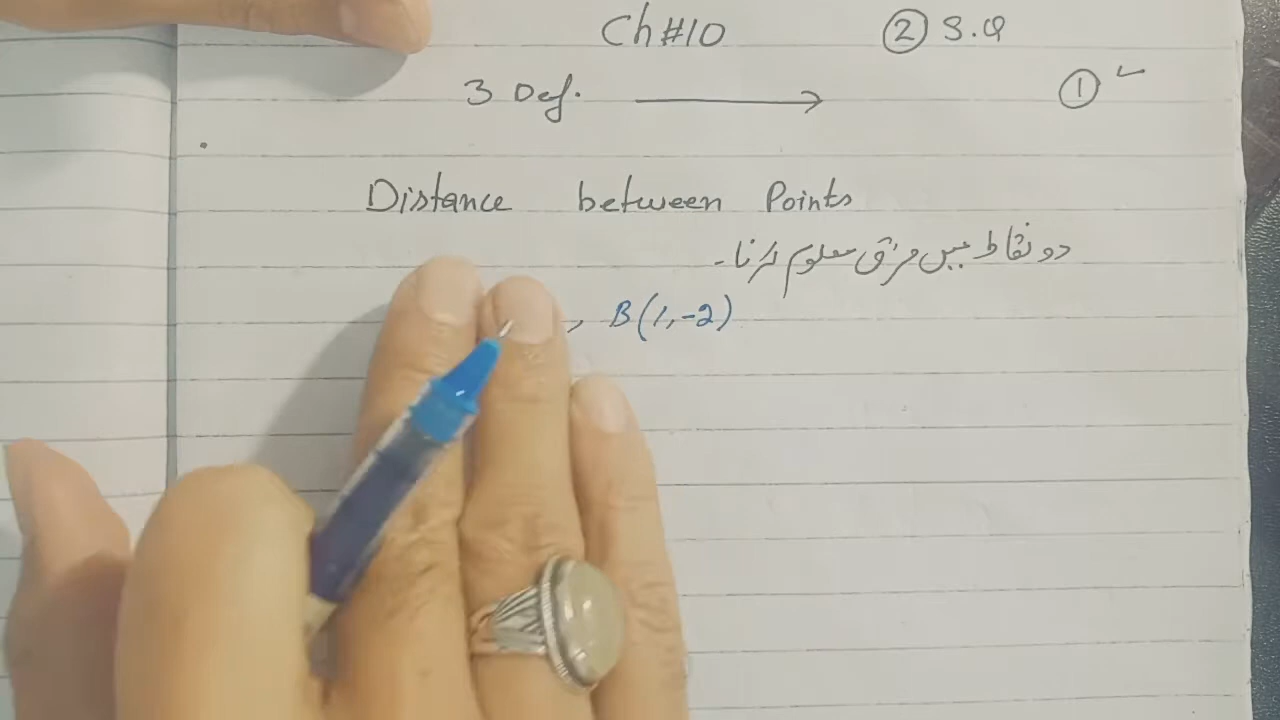 Ch#10 ② S.Q
3 Def. → ①
Distance between Points
دو نقاط میں فرق معلوم کرنا۔
, B(1,-2)